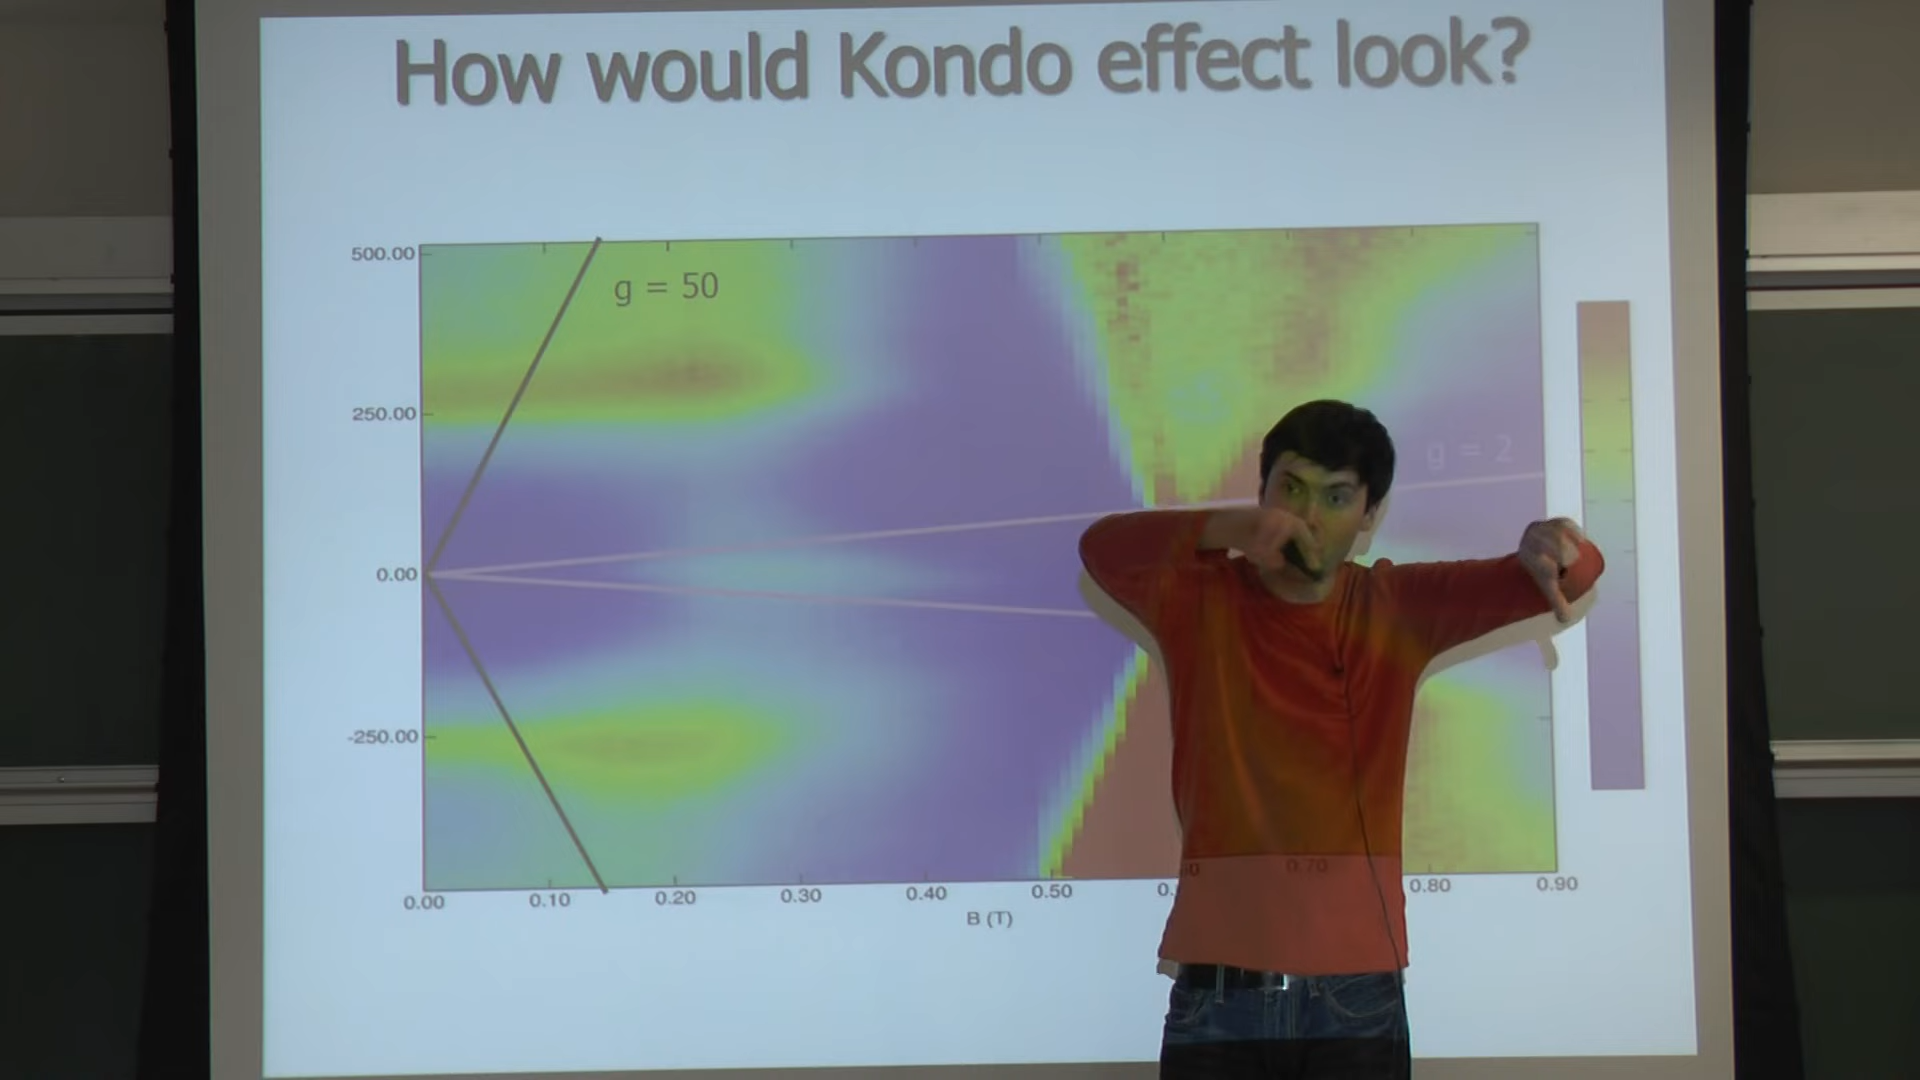 How would Kondo effect look?
500.00
g = 50
250.00
g = 2
0.00
-250.00
0.00 0.10 0.20 0.30 0.40 0.50 0.70 0.80 0.90
B (T)